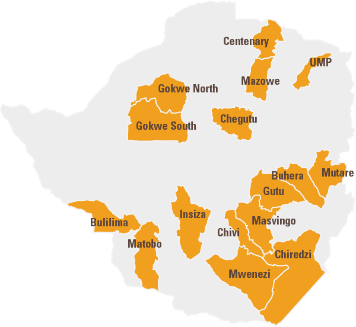 Centenary
UMP
Mazowe
Gokwe North
Chegutu
Gokwe South
Buhera
Mutare
Gutu
Insiza
Masvingo
Bulilima
Chivi
Matobo
Chiredzi
Mwenezi